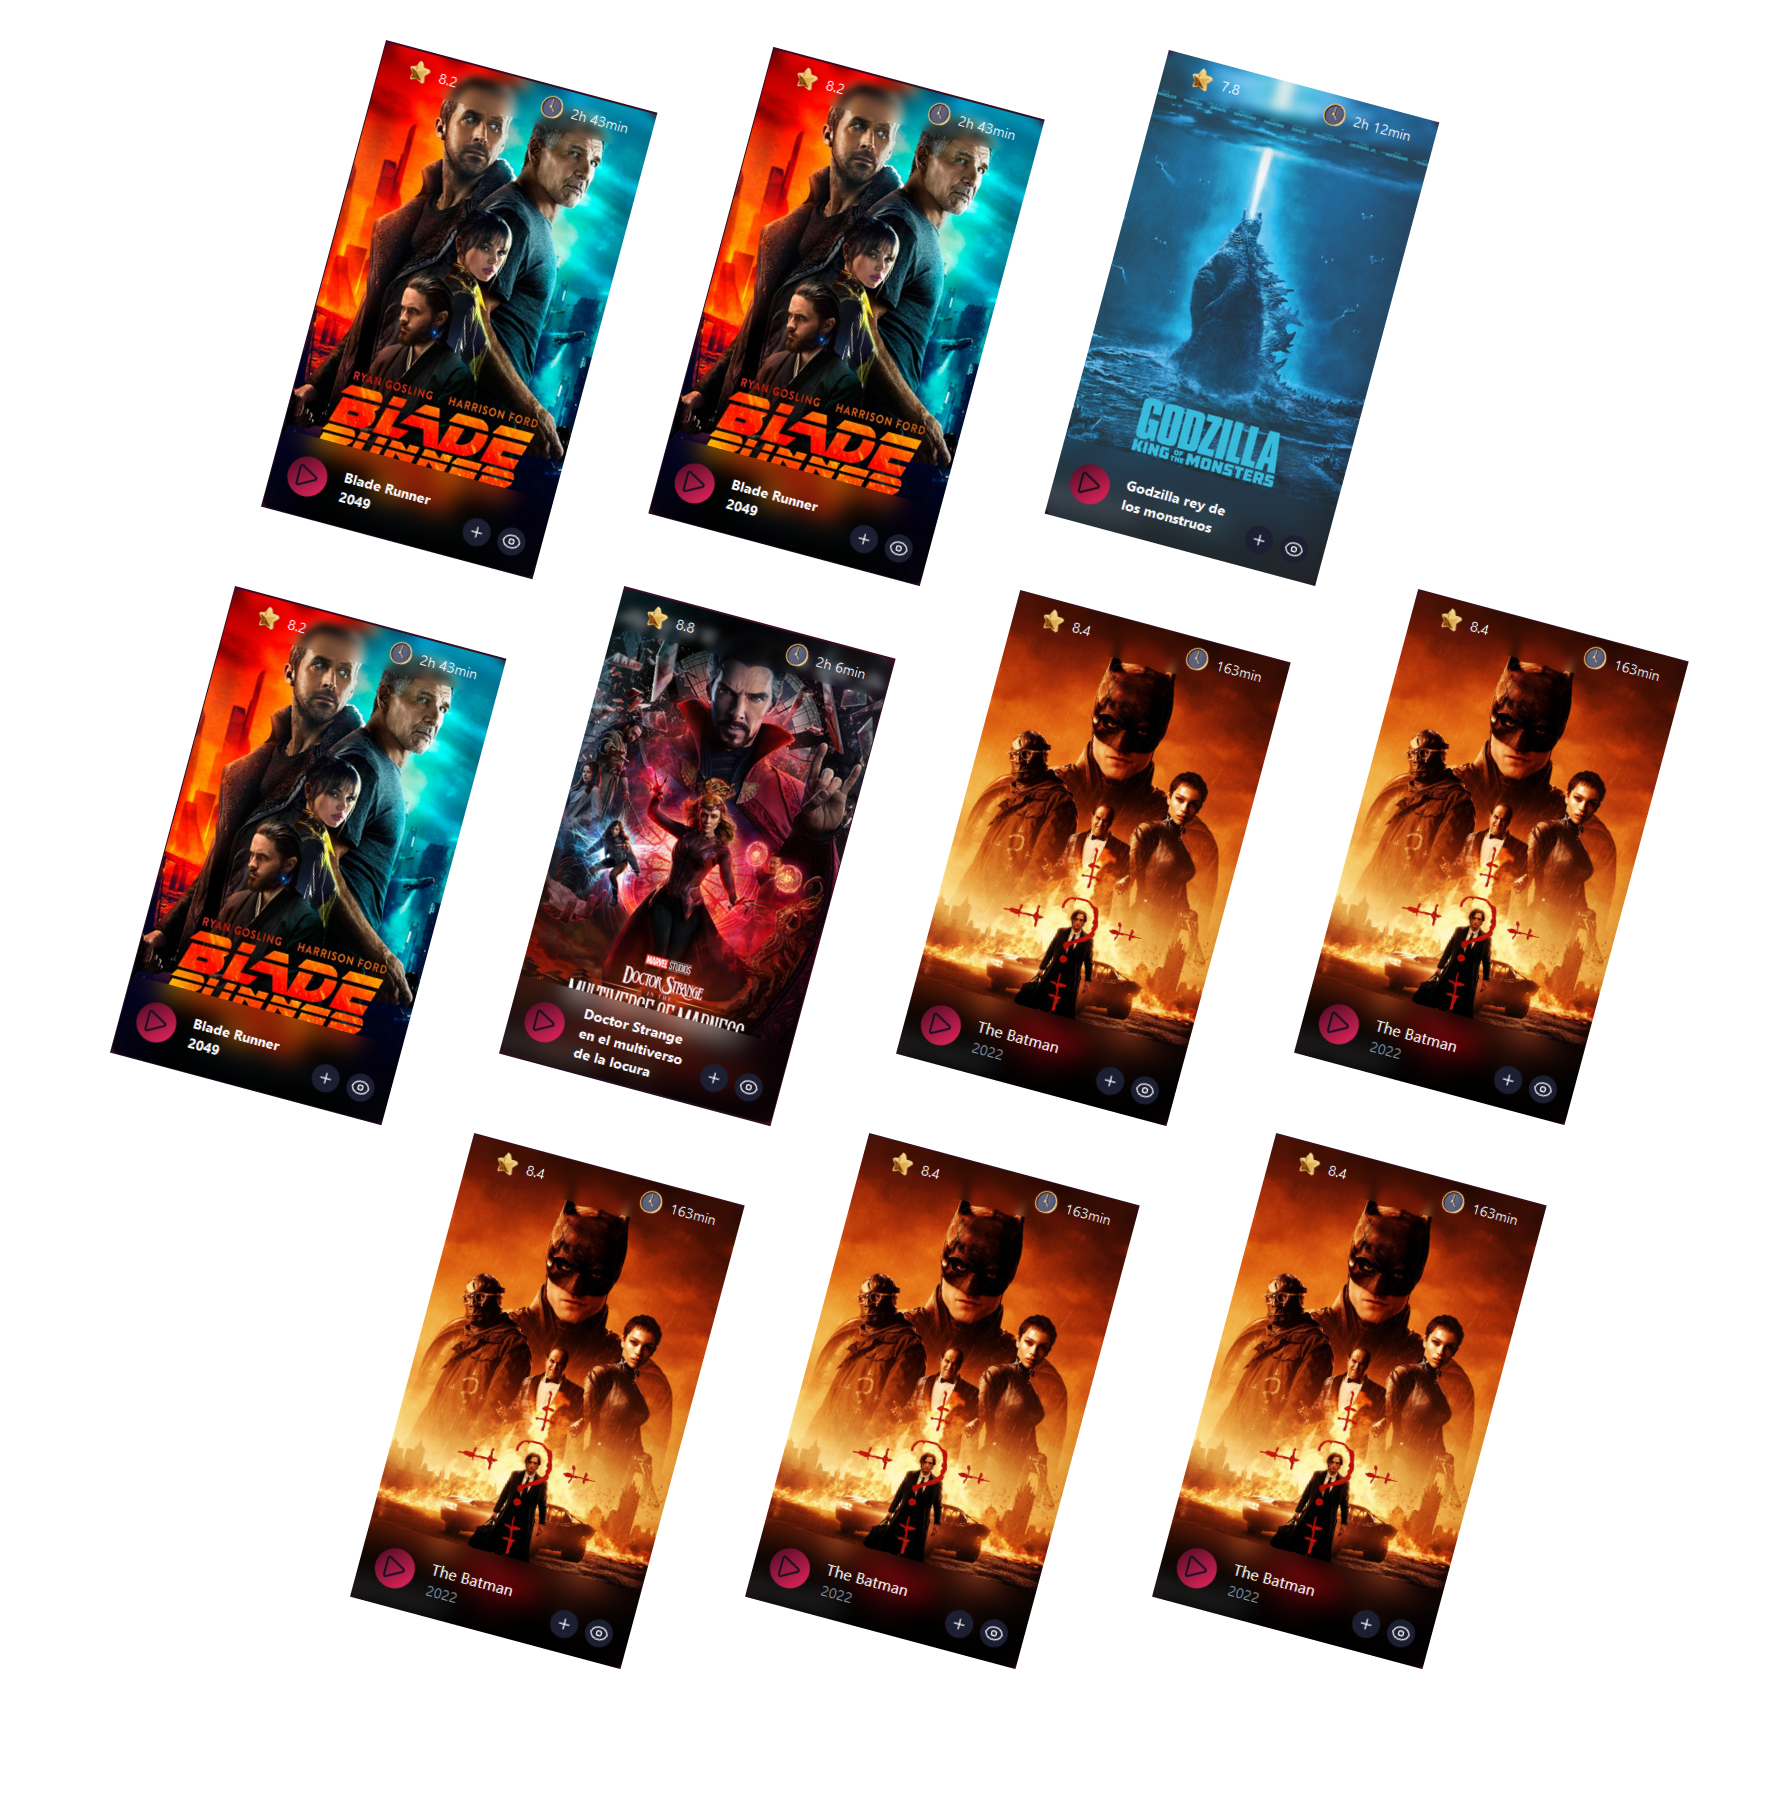 8.2
2h 43min
RYAN GOSLING HARRISON FORD
BLADE
RUNNER
Blade Runner
2049
8.2
2h 43min
RYAN GOSLING HARRISON FORD
BLADE
RUNNER
Blade Runner
2049
7.8
2h 12min
GODZILLA
KING OF THE MONSTERS
Godzilla rey de
los monstruos
8.2
2h 43min
RYAN GOSLING HARRISON FORD
BLADE
RUNNER
Blade Runner
2049
8.8
2h 6min
MARVEL STUDIOS
DOCTOR STRANGE
IN THE
MULTIVERSE OF MADNESS
Doctor Strange
en el multiverso
de la locura
8.4
163min
The Batman
2022
8.4
163min
The Batman
2022
8.4
163min
The Batman
2022
8.4
163min
The Batman
2022
8.4
163min
The Batman
2022